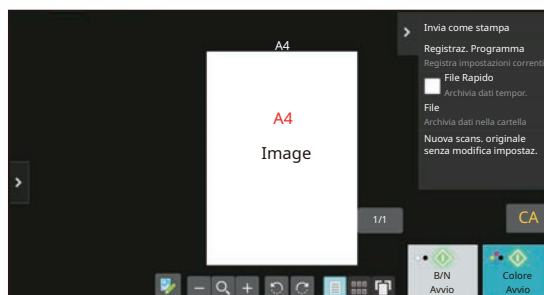 A4
A4
Image
Invia come stampa
Registraz. Programma
Registra impostazioni correnti
File Rapido
Archivia dati tempor.
File
Archivia dati nella cartella
Nuova scans. originale
senza modifica impostaz.
1/1
CA
B/N
Avvio
Colore
Avvio